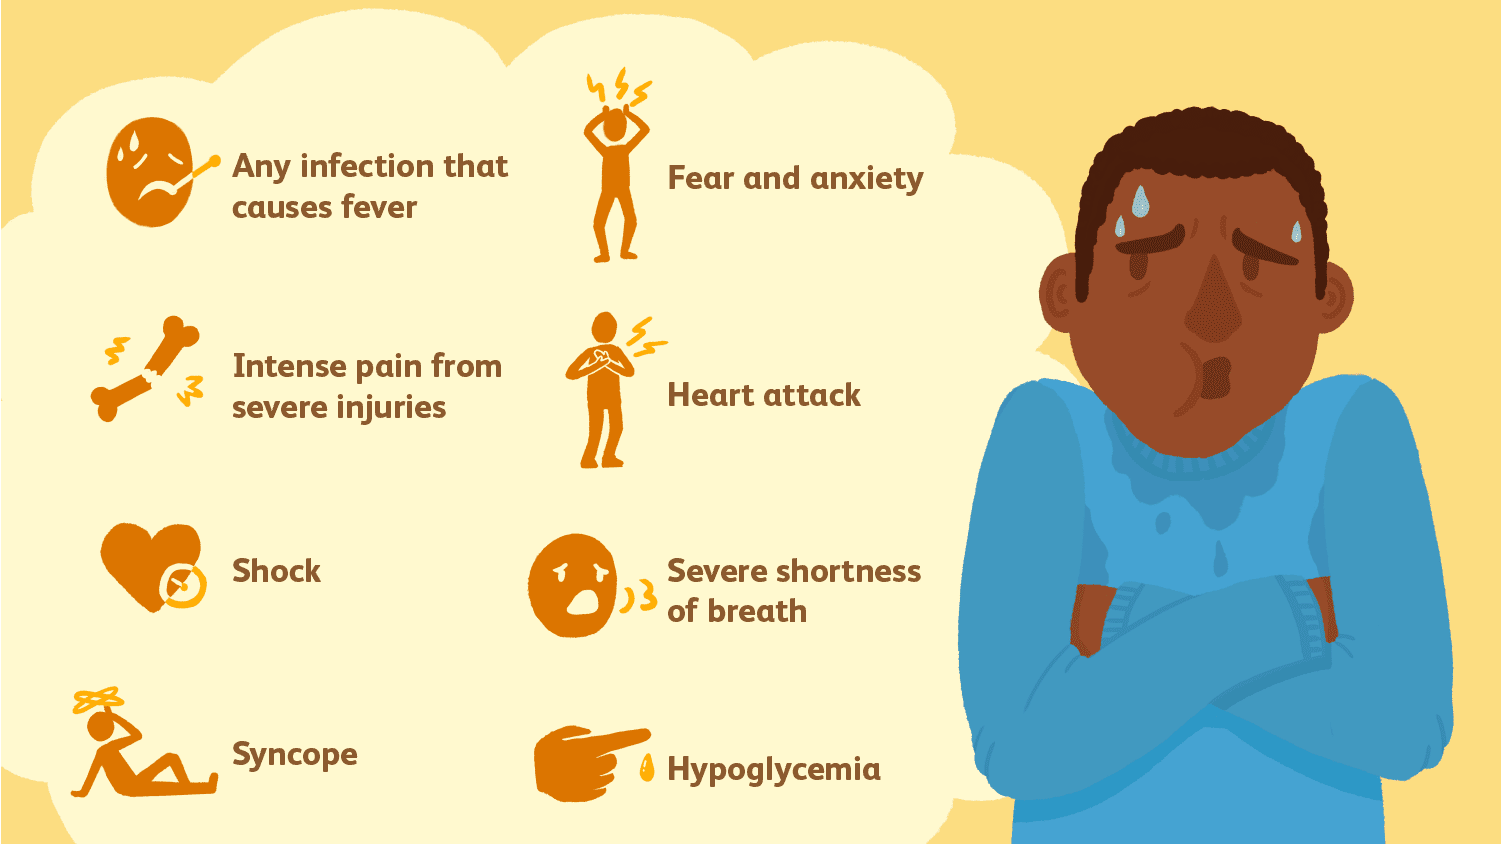 Any infection that
causes fever
Fear and anxiety
Intense pain from
severe injuries
Heart attack
Shock
Severe shortness
of breath
Syncope
Hypoglycemia